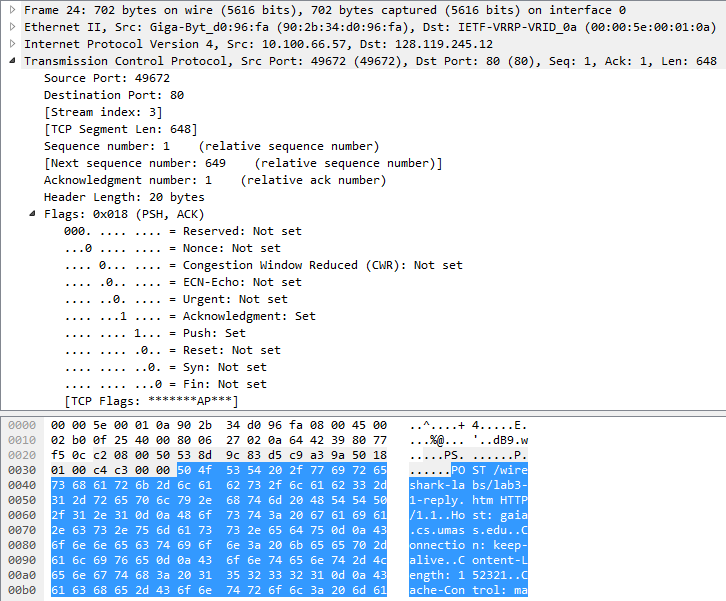 Frame 24: 702 bytes on wire (5616 bits), 702 bytes captured (5616 bits) on interface 0
Ethernet II, Src: Giga-Byt_d0:96:fa (90:2b:34:d0:96:fa), Dst: IETF-VRRP-VRID_0a (00:00:5e:00:01:0a)
Internet Protocol Version 4, Src: 10.100.66.57, Dst: 128.119.245.12
Transmission Control Protocol, Src Port: 49672 (49672), Dst Port: 80 (80), Seq: 1, Ack: 1, Len: 648
Source Port: 49672
Destination Port: 80
[Stream index: 3]
[TCP Segment Len: 648]
Sequence number: 1    (relative sequence number)
[Next sequence number: 649    (relative sequence number)]
Acknowledgment number: 1    (relative ack number)
Header Length: 20 bytes
Flags: 0x018 (PSH, ACK)
000. .... .... = Reserved: Not set
...0 .... .... = Nonce: Not set
.... 0... .... = Congestion Window Reduced (CWR): Not set
.... .0.. .... = ECN-Echo: Not set
.... ..0. .... = Urgent: Not set
.... ...1 .... = Acknowledgment: Set
.... .... 1... = Push: Set
.... .... .0.. = Reset: Not set
.... .... ..0. = Syn: Not set
.... .... ...0 = Fin: Not set
[TCP Flags: *******AP***]
0000 00 00 5e 00 01 0a 90 2b 34 d0 96 fa 08 00 45 00 ..^....+ 4.....E.
0010 02 b0 0f 25 40 00 80 06 27 02 0a 64 42 39 80 77 ...%@... '..dB9.w
0020 f5 0c c2 08 00 50 53 8d 9c 83 d5 c9 a3 9a 50 18 .....PS. ......P.
0030 01 00 c4 c3 00 00 50 4f 53 54 20 2f 77 69 72 65 ......PO ST /wire
0040 73 68 61 72 6b 2d 6c 61 62 73 2f 6c 61 62 33 2d shark-la bs/lab3-
0050 31 2d 72 65 70 6c 79 2e 68 74 6d 20 48 54 54 50 1-reply. htm HTTP
0060 2f 31 2e 31 0d 0a 48 6f 73 74 3a 20 67 61 69 61 /1.1..Ho st: gaia
0070 2e 63 73 2e 75 6d 61 73 73 2e 65 64 75 0d 0a 43 .cs.umas s.edu..C
0080 6f 6e 6e 65 63 74 69 6f 6e 3a 20 6b 65 65 70 2d onnectio n: keep-
0090 61 6c 69 76 65 0d 0a 43 6f 6e 74 65 6e 74 2d 4c alive..C ontent-L
00a0 65 6e 67 74 68 3a 20 31 35 32 33 32 31 0d 0a 43 ength: 1 52321..C
00b0 61 63 68 65 2d 43 6f 6e 74 72 6f 6c 3a 20 6d 61 ache-Con trol: ma